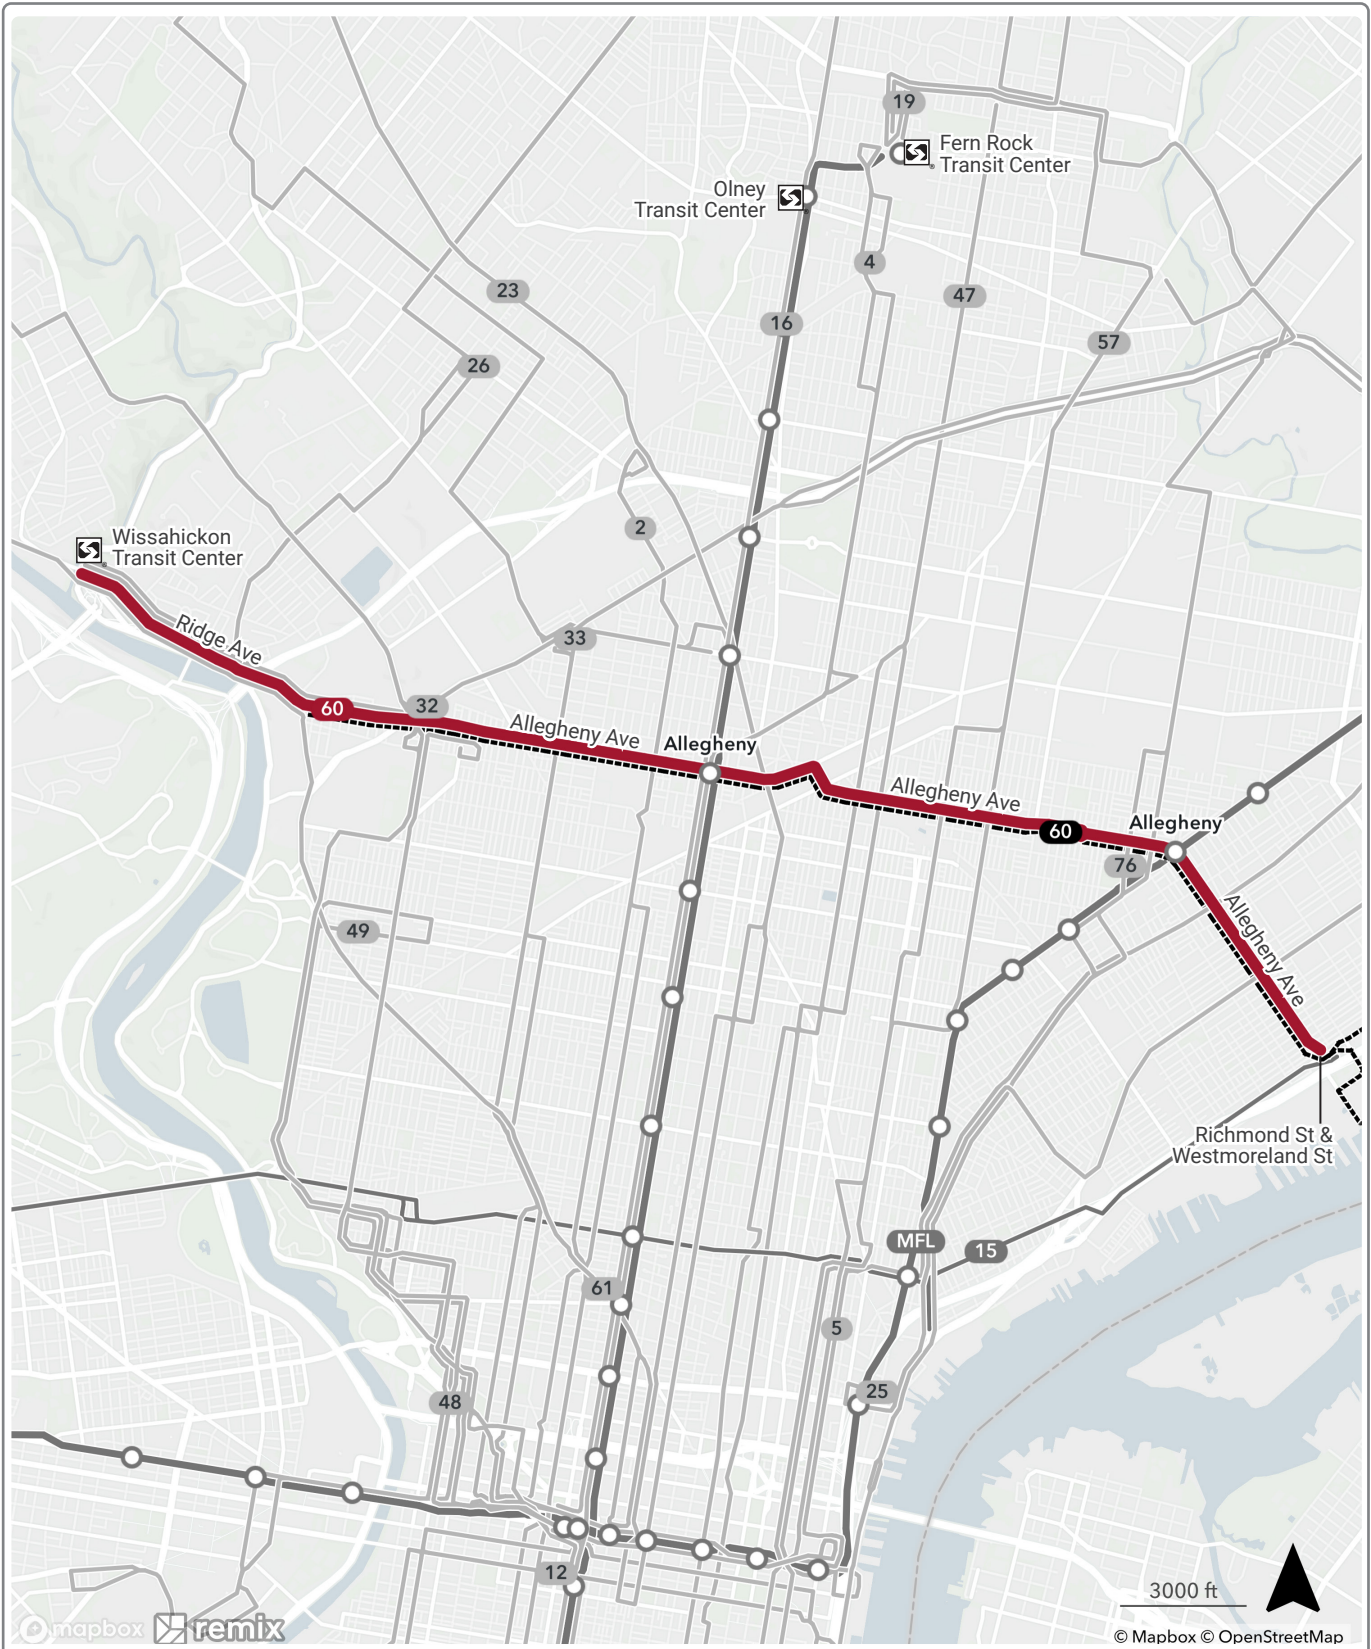 19
Fern Rock
Transit Center
Olney
Transit Center
4
23
47
16
57
26
2
Wissahickon
Transit Center
Ridge Ave
33
60
32
Allegheny Ave
Allegheny
Allegheny Ave
60
Allegheny
76
Allegheny Ave
49
Richmond St &
Westmoreland St
MFL
15
61
5
25
48
12
3000 ft
mapbox
remix
© Mapbox © OpenStreetMap